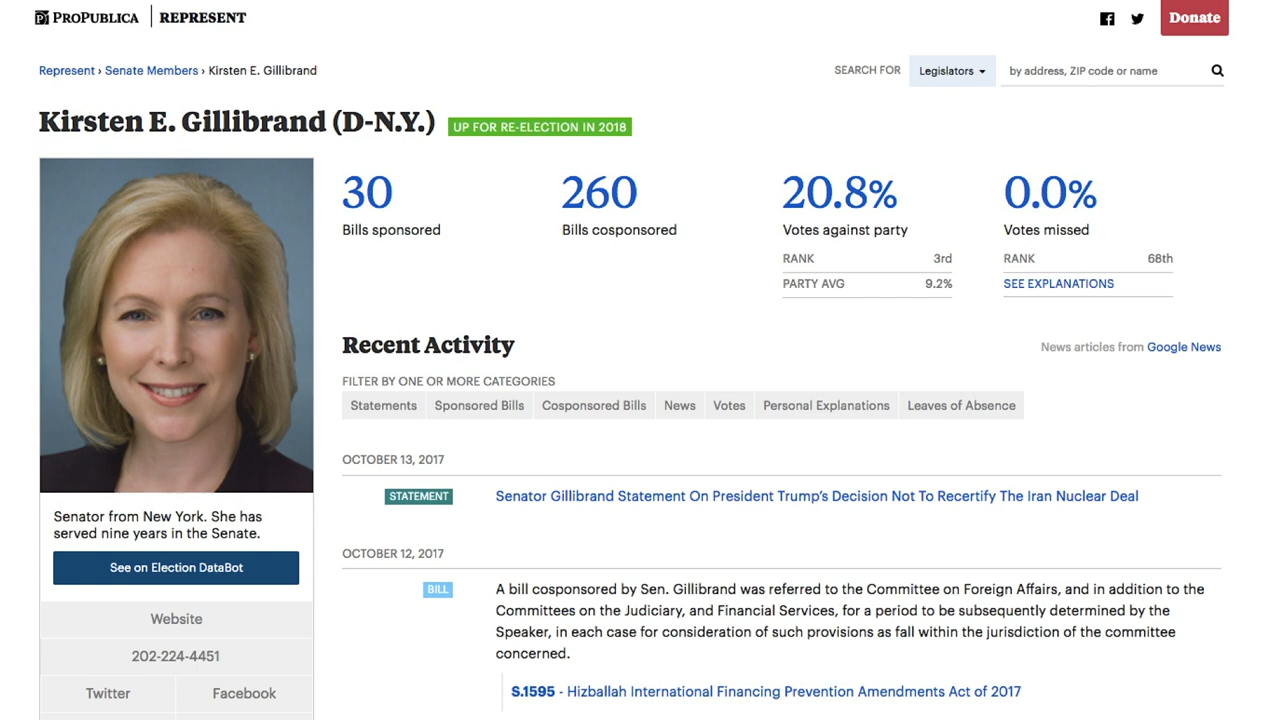 PROPUBLICA | REPRESENT
Donate
Represent › Senate Members › Kirsten E. Gillibrand
SEARCH FOR
Legislators
by address, ZIP code or name
Kirsten E. Gillibrand (D-N.Y.)
UP FOR RE-ELECTION IN 2018
30
Bills sponsored
260
Bills cosponsored
20.8%
Votes against party
RANK 3rd
PARTY AVG 9.2%
0.0%
Votes missed
RANK 68th
SEE EXPLANATIONS
Senator from New York. She has
served nine years in the Senate.
See on Election DataBot
Website
202-224-4451
Twitter
Facebook
Recent Activity
News articles from Google News
FILTER BY ONE OR MORE CATEGORIES
Statements
Sponsored Bills
Cosponsored Bills
News
Votes
Personal Explanations
Leaves of Absence
OCTOBER 13, 2017
STATEMENT
Senator Gillibrand Statement On President Trump’s Decision Not To Recertify The Iran Nuclear Deal
OCTOBER 12, 2017
BILL
A bill cosponsored by Sen. Gillibrand was referred to the Committee on Foreign Affairs, and in addition to the
Committees on the Judiciary, and Financial Services, for a period to be subsequently determined by the
Speaker, in each case for consideration of such provisions as fall within the jurisdiction of the committee
concerned.
S.1595 - Hizballah International Financing Prevention Amendments Act of 2017